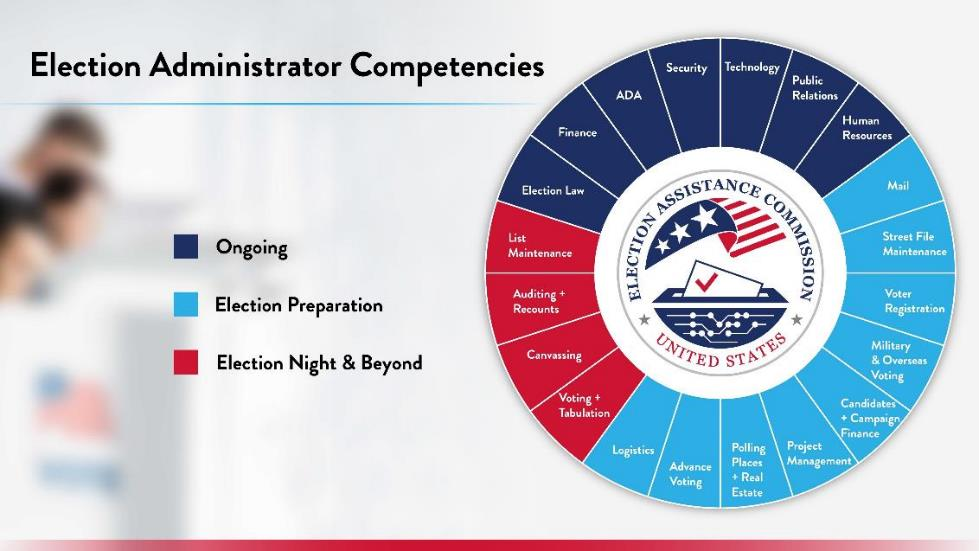 Election Administrator Competencies
Ongoing
Election Preparation
Election Night & Beyond
Security
Technology
Public
Relations
Human
Resources
Mail
Street File
Maintenance
Voter
Registration
Military
& Overseas
Voting
Candidates
+ Campaign
Finance
Project
Management
Polling
Places
+ Real
Estate
Advance
Voting
Logistics
Voting +
Tabulation
Canvassing
Auditing +
Recounts
List
Maintenance
Election Law
Finance
ADA
ELECTION ASSISTANCE COMMISSION
UNITED STATES